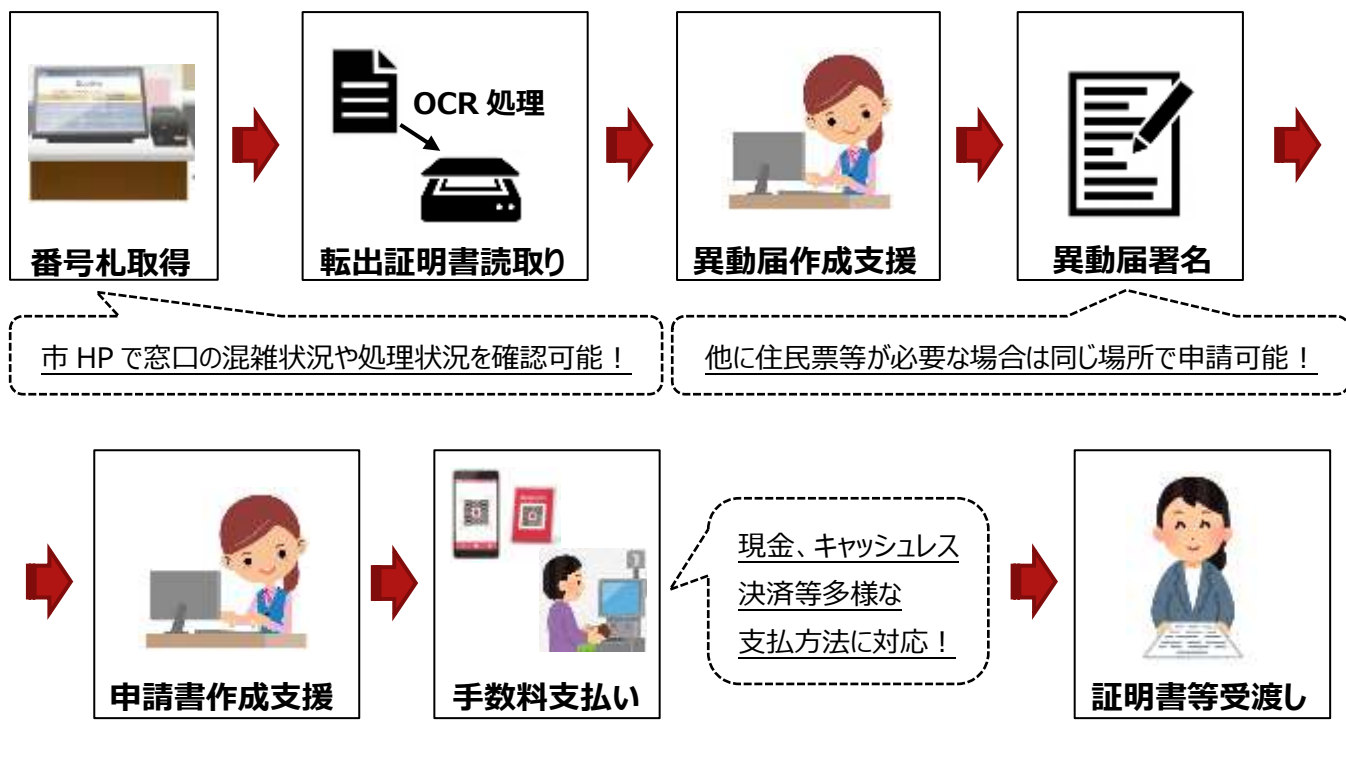 OCR 処理
番号札取得
転出証明書読取り
異動届作成支援
異動届署名
市 HP で窓口の混雑状況や処理状況を確認可能！
他に住民票等が必要な場合は同じ場所で申請可能！
申請書作成支援
手数料支払い
現金、キャッシュレス
決済等多様な
支払方法に対応！
証明書等受渡し